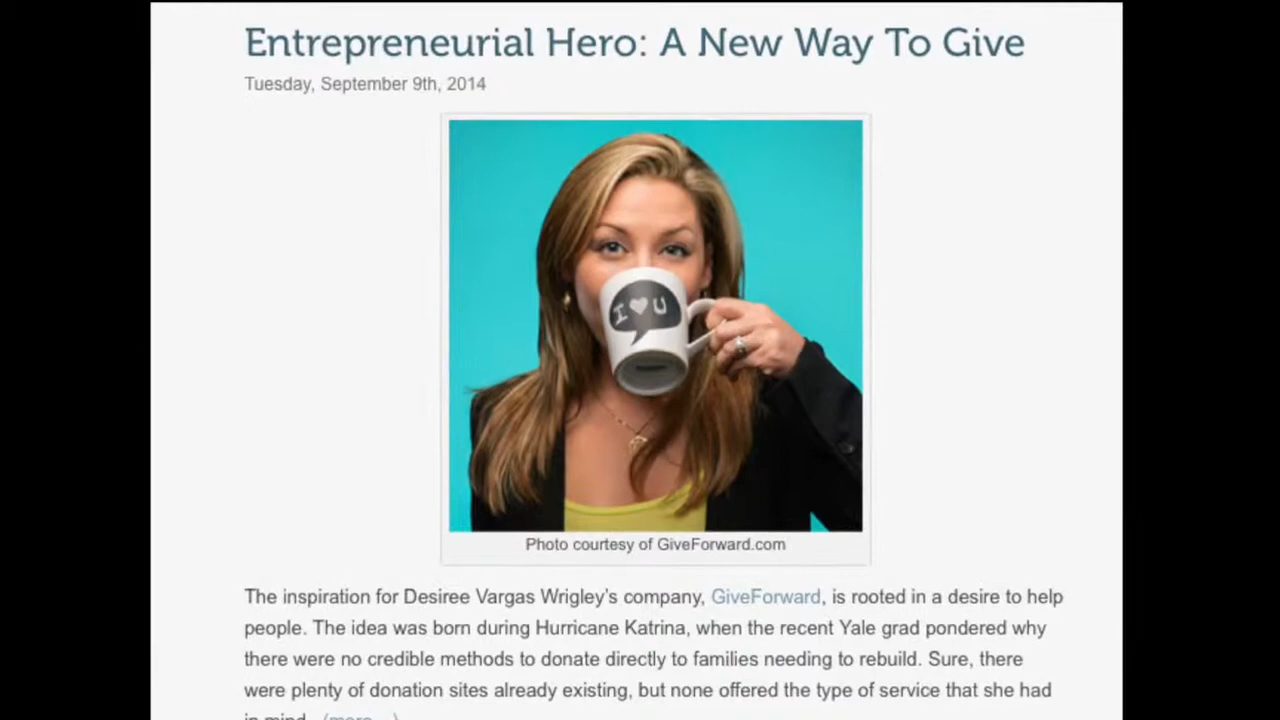 Entrepreneurial Hero: A New Way To Give
Tuesday, September 9th, 2014
I ♥ U
Photo courtesy of GiveForward.com
The inspiration for Desiree Vargas Wrigley's company, GiveForward, is rooted in a desire to help
people. The idea was born during Hurricane Katrina, when the recent Yale grad pondered why
there were no credible methods to donate directly to families needing to rebuild. Sure, there
were plenty of donation sites already existing, but none offered the type of service that she had
in mind. (more...)